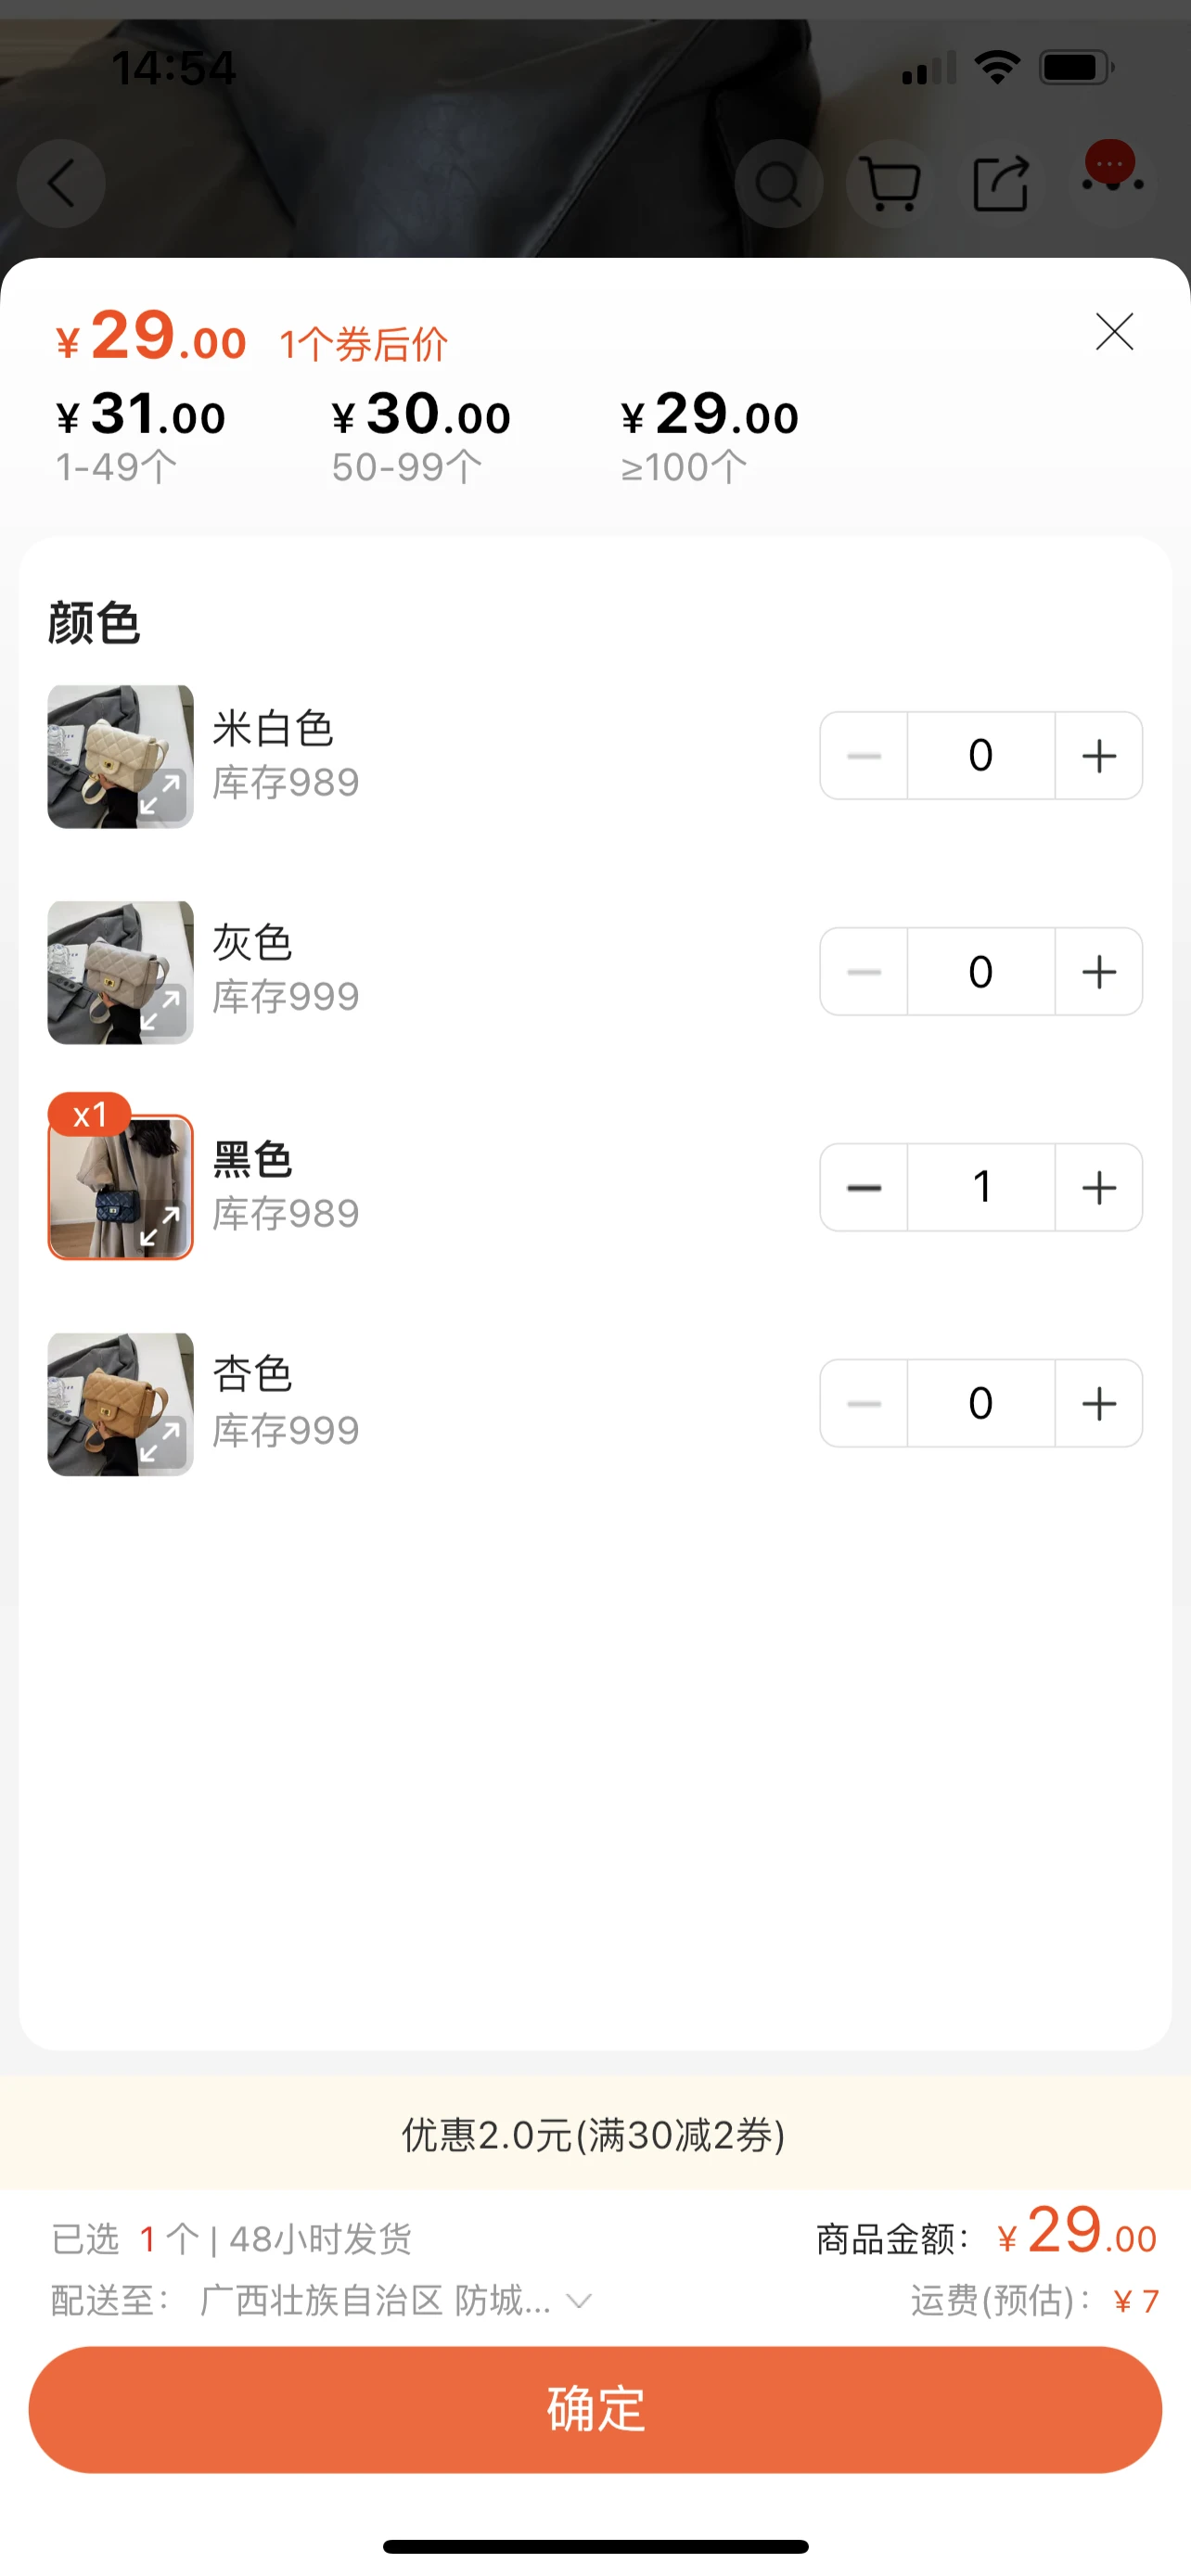 14:54
¥29.00 1个券后价
¥31.00 ¥30.00 ¥29.00
1-49个 50-99个 ≥100个
颜色
米白色
库存989
0
灰色
库存999
0
x1
黑色
库存989
1
杏色
库存999
0
优惠2.0元(满30减2券)
已选 1 个 | 48小时发货 商品金额： ¥29.00
配送至： 广西壮族自治区 防城... 运费(预估)： ¥7
确定